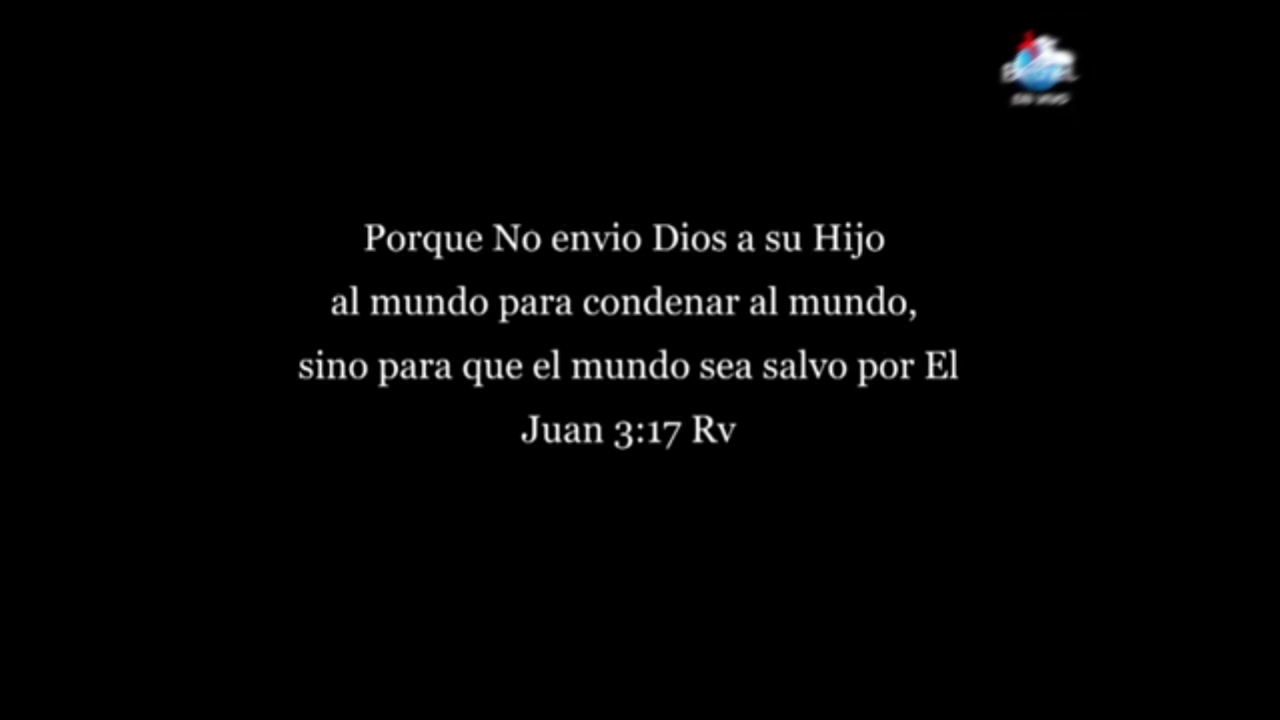 Porque No envio Dios a su Hijo
al mundo para condenar al mundo,
sino para que el mundo sea salvo por El
Juan 3:17 Rv